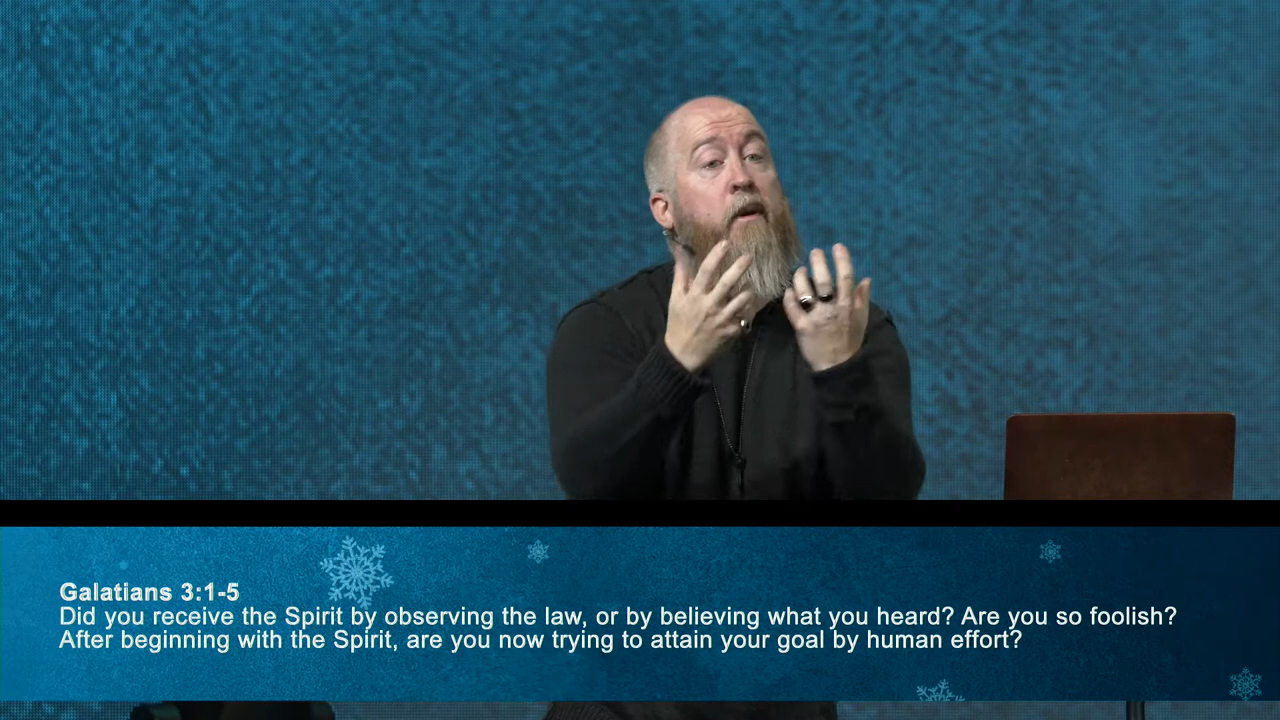 Galatians 3:1-5
Did you receive the Spirit by observing the law, or by believing what you heard? Are you so foolish?
After beginning with the Spirit, are you now trying to attain your goal by human effort?